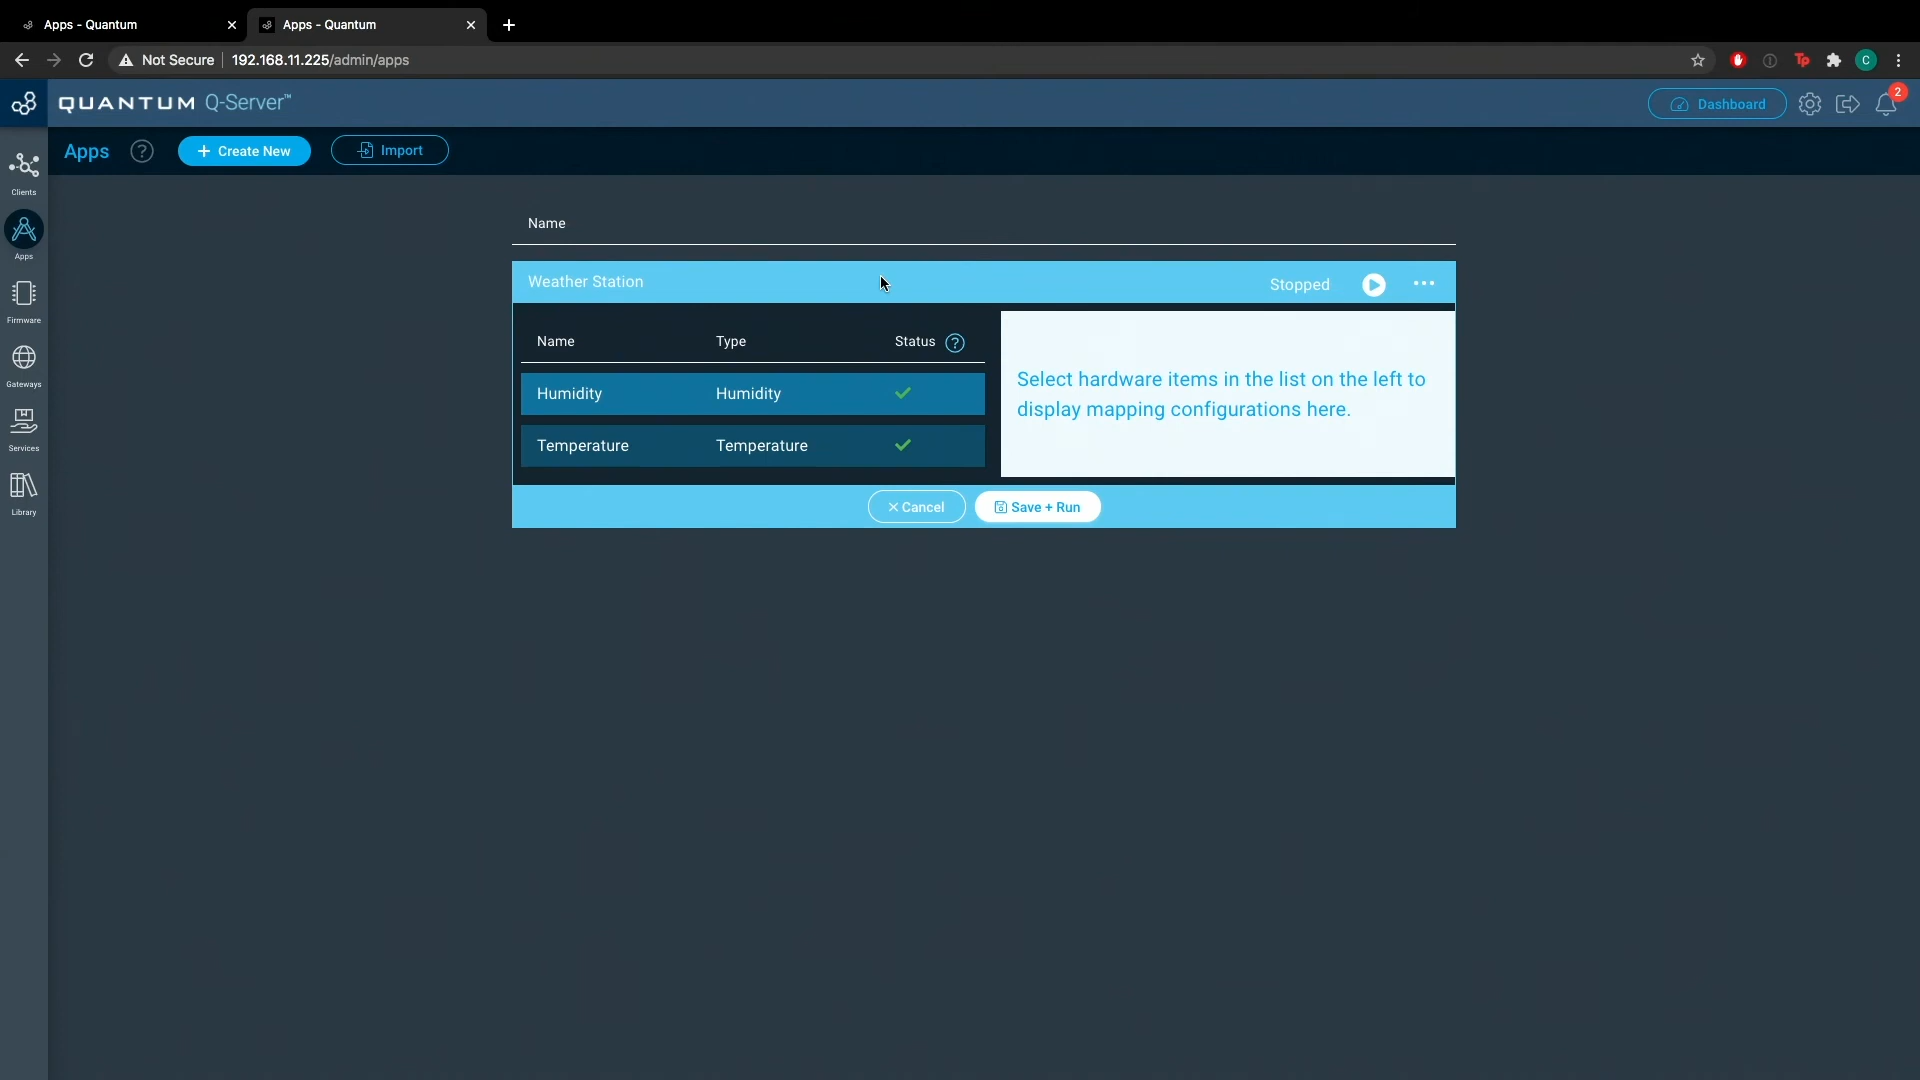 Apps - Quantum
Apps - Quantum
Not Secure 192.168.11.225/admin/apps
Tp
C
QUANTUM Q-Server™
Dashboard
2
Apps ? + Create New Import
Clients
Apps
Firmware
Gateways
Services
Library
Name
Weather Station Stopped
Name Type Status ?
Humidity Humidity
Temperature Temperature
Select hardware items in the list on the left to
display mapping configurations here.
Cancel Save + Run